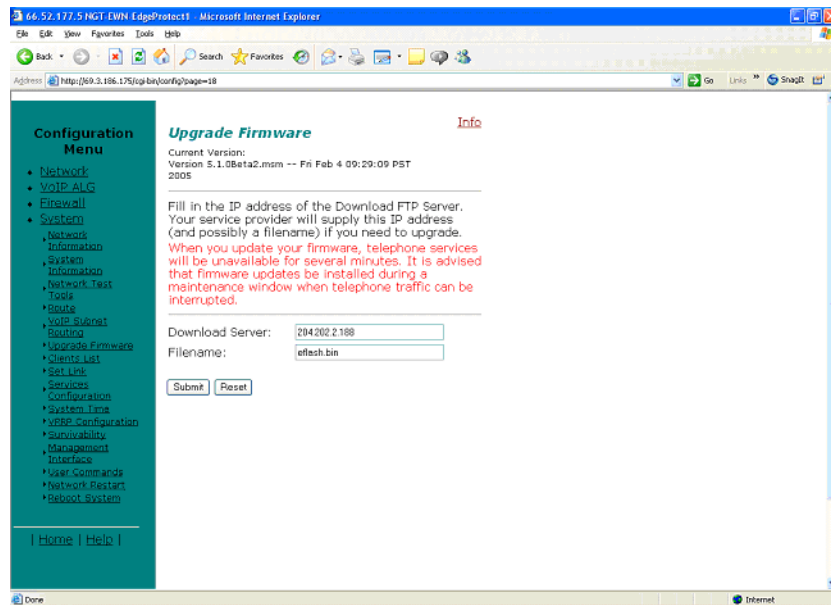 66.52.177.5 NGT-EWN-EdgeProtect1 - Microsoft Internet Explorer
File Edit View Favorites Tools Help
Back Search Favorites
Address http://69.3.186.175/cgi-bin/config?page=18 Go Links » SnagIt
Configuration
Menu
Network
VoIP ALG
Firewall
System
Network
Information
System
Information
Network Test
Tools
Route
VoIP Subnet
Routing
Upgrade Firmware
Clients List
Set Link
Services
Configuration
System Time
VRRP Configuration
Survivability
Management
Interface
User Commands
Network Restart
Reboot System
| Home | Help |
Info
Upgrade Firmware
Current Version:
Version 5.1.0Beta2.msm -- Fri Feb 4 09:29:09 PST
2005
Fill in the IP address of the Download FTP Server.
Your service provider will supply this IP address
(and possibly a filename) if you need to upgrade.
When you update your firmware, telephone services
will be unavailable for several minutes. It is advised
that firmware updates be installed during a
maintenance window when telephone traffic can be
interrupted.
Download Server: 204.202.2.188
Filename: eflash.bin
Submit Reset
Done Internet